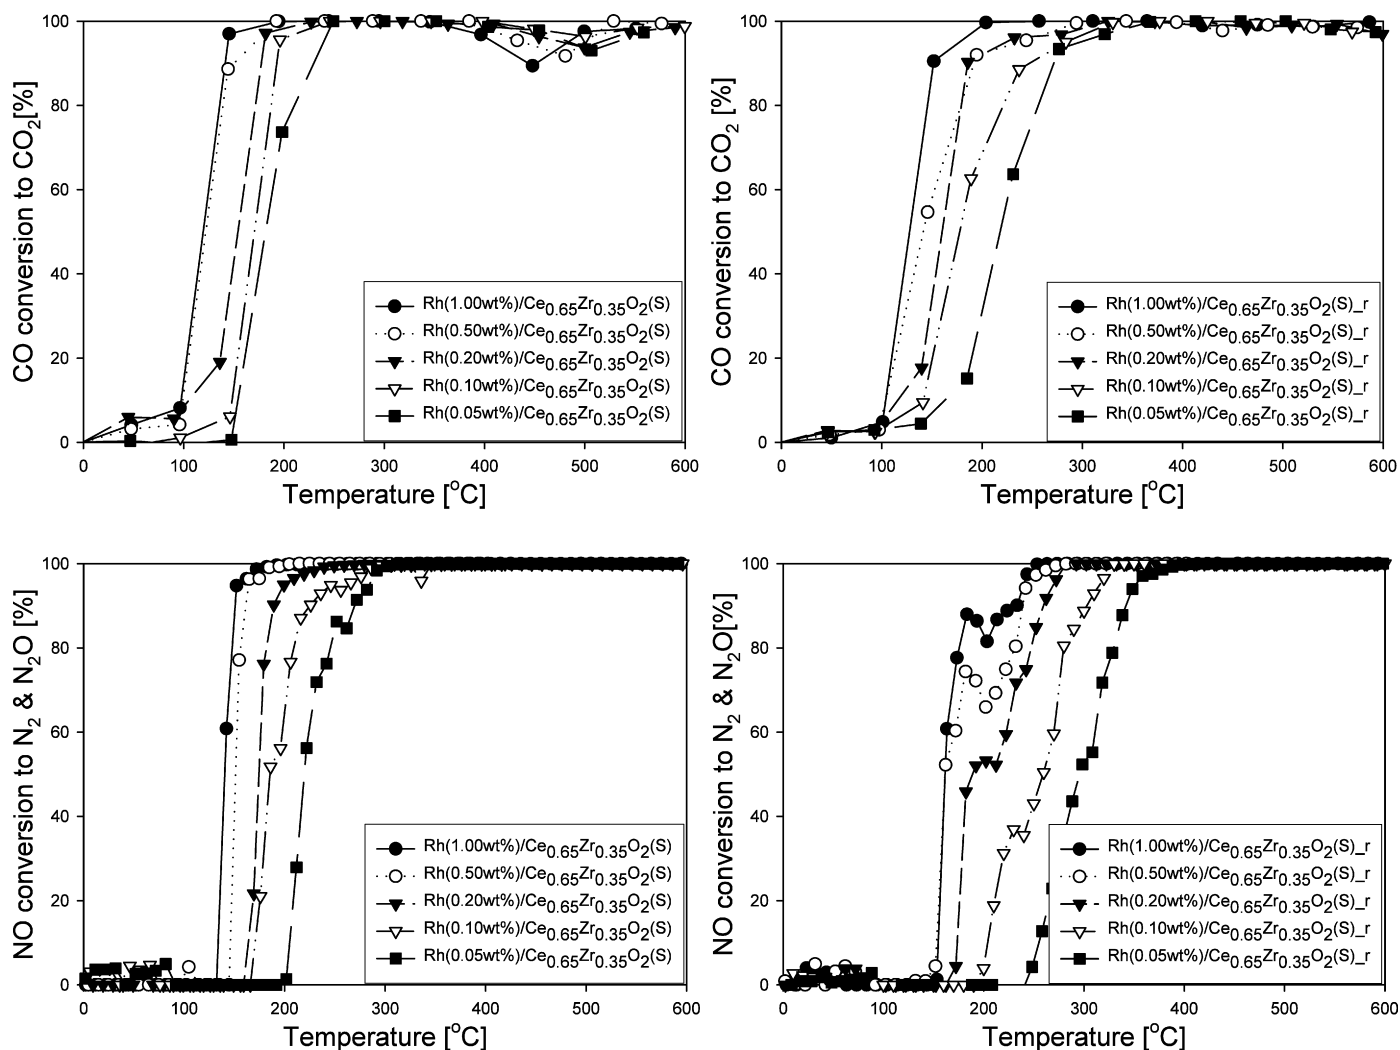 CO conversion to CO2[%]
100
80
60
40
20
0
Rh(1.00wt%)/Ce0.65Zr0.35O2(S)
Rh(0.50wt%)/Ce0.65Zr0.35O2(S)
Rh(0.20wt%)/Ce0.65Zr0.35O2(S)
Rh(0.10wt%)/Ce0.65Zr0.35O2(S)
Rh(0.05wt%)/Ce0.65Zr0.35O2(S)
0 100 200 300 400 500 600
Temperature [oC]
CO conversion to CO2 [%]
100
80
60
40
20
0
Rh(1.00wt%)/Ce0.65Zr0.35O2(S)_r
Rh(0.50wt%)/Ce0.65Zr0.35O2(S)_r
Rh(0.20wt%)/Ce0.65Zr0.35O2(S)_r
Rh(0.10wt%)/Ce0.65Zr0.35O2(S)_r
Rh(0.05wt%)/Ce0.65Zr0.35O2(S)_r
0 100 200 300 400 500 600
Temperature [oC]
NO conversion to N2 & N2O [%]
100
80
60
40
20
0
Rh(1.00wt%)/Ce0.65Zr0.35O2(S)
Rh(0.50wt%)/Ce0.65Zr0.35O2(S)
Rh(0.20wt%)/Ce0.65Zr0.35O2(S)
Rh(0.10wt%)/Ce0.65Zr0.35O2(S)
Rh(0.05wt%)/Ce0.65Zr0.35O2(S)
0 100 200 300 400 500 600
Temperature [oC]
NO conversion to N2 & N2O[%]
100
80
60
40
20
0
Rh(1.00wt%)/Ce0.65Zr0.35O2(S)_r
Rh(0.50wt%)/Ce0.65Zr0.35O2(S)_r
Rh(0.20wt%)/Ce0.65Zr0.35O2(S)_r
Rh(0.10wt%)/Ce0.65Zr0.35O2(S)_r
Rh(0.05wt%)/Ce0.65Zr0.35O2(S)_r
0 100 200 300 400 500 600
Temperature [oC]